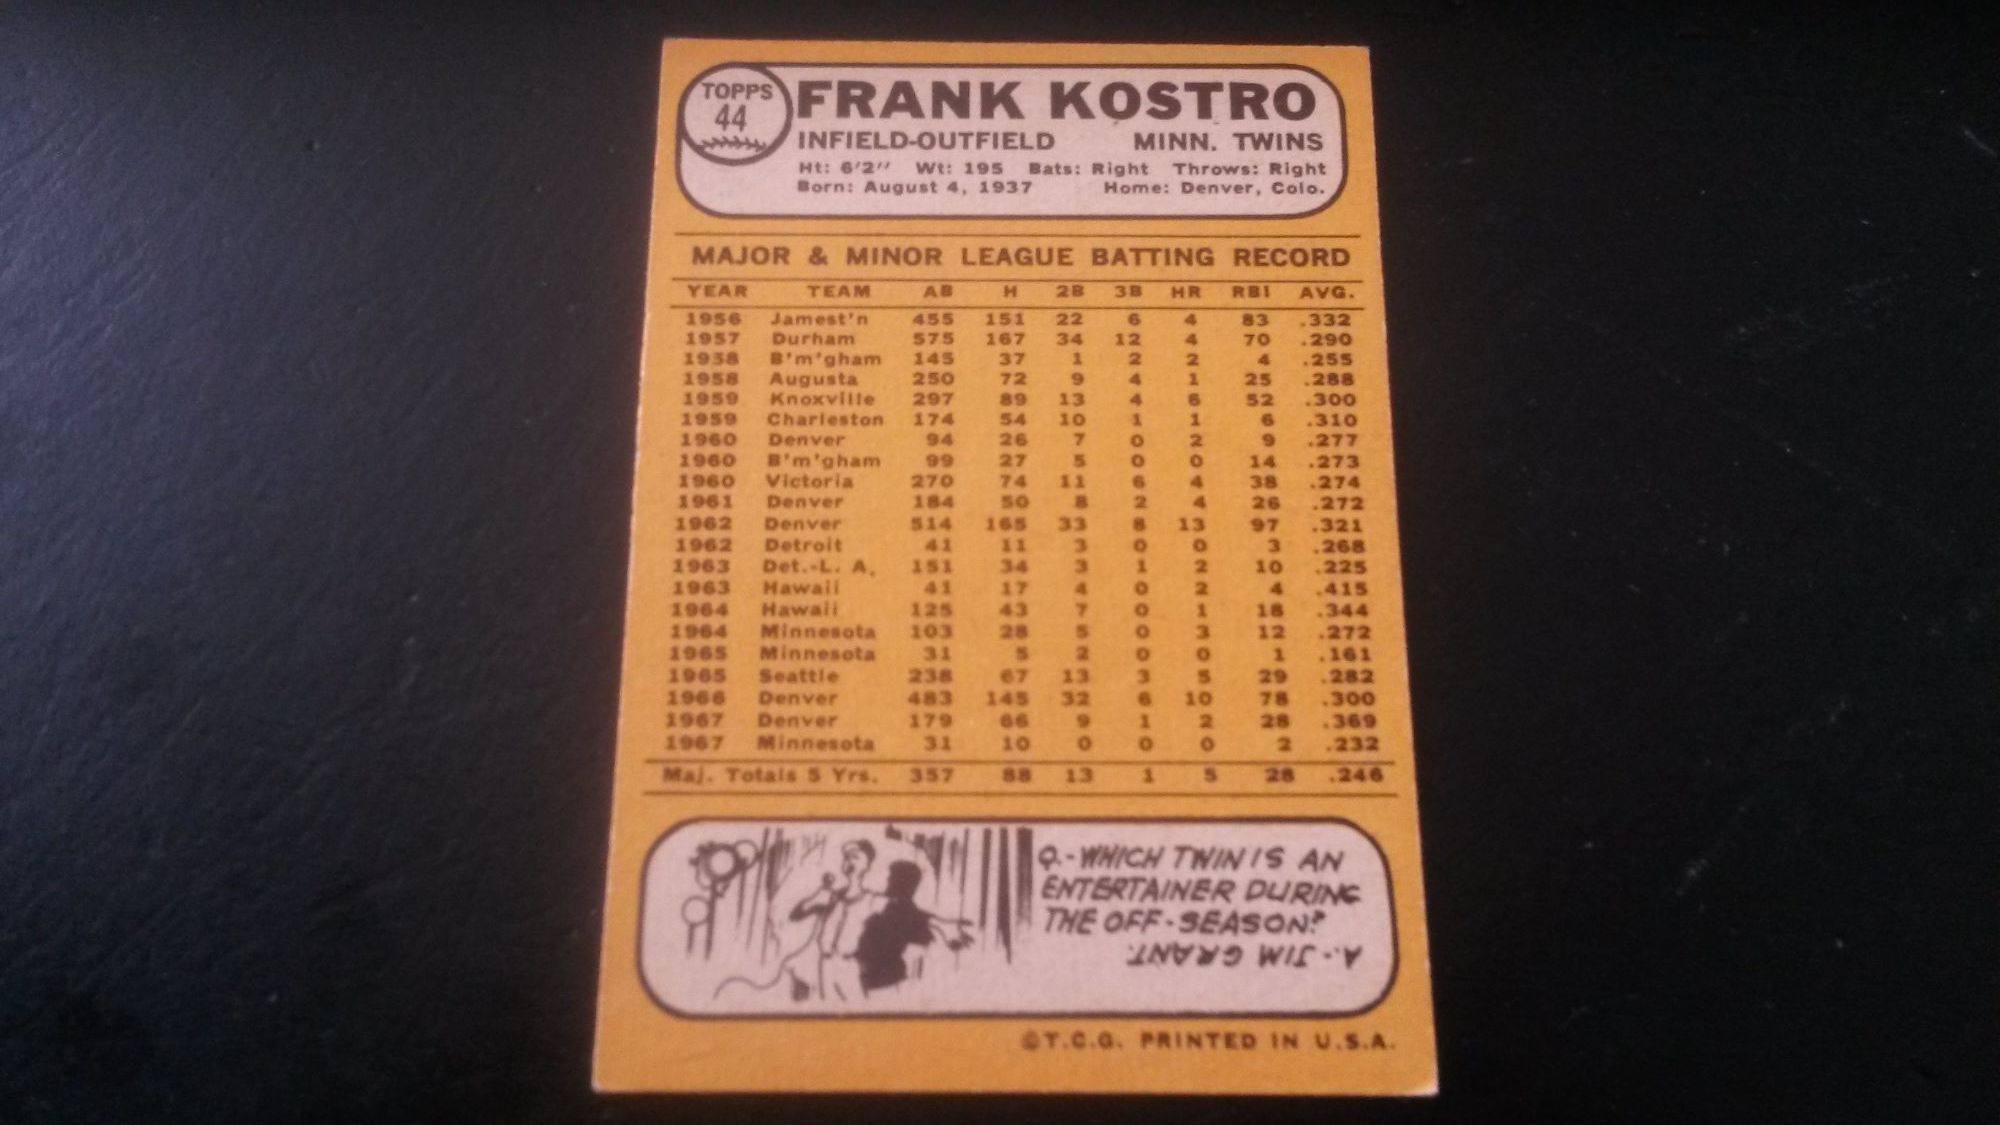 TOPPS
44
FRANK KOSTRO
INFIELD-OUTFIELD MINN. TWINS
Ht: 6'2" Wt: 195 Bats: Right Throws: Right
Born: August 4, 1937 Home: Denver, Colo.
MAJOR & MINOR LEAGUE BATTING RECORD
YEAR TEAM AB H 2B 3B HR RBI AVG.
1956 Jamest'n 455 151 22 6 4 83 .332
1957 Durham 575 167 34 12 4 70 .290
1958 B'm'gham 145 37 1 2 2 4 .255
1958 Augusta 250 72 9 4 1 25 .288
1959 Knoxville 297 89 13 4 6 52 .300
1959 Charleston 174 54 10 1 1 6 .310
1960 Denver 94 26 7 0 2 9 .277
1960 B'm'gham 99 27 5 0 0 14 .273
1960 Victoria 270 74 11 6 4 38 .274
1961 Denver 184 50 8 2 4 26 .272
1962 Denver 514 165 33 8 13 97 .321
1962 Detroit 41 11 3 0 0 3 .268
1963 Det.-L. A. 151 34 3 1 2 10 .225
1963 Hawaii 41 17 4 0 2 4 .415
1964 Hawaii 125 43 7 0 1 18 .344
1964 Minnesota 103 28 5 0 3 12 .272
1965 Minnesota 31 5 2 0 0 1 .161
1965 Seattle 238 67 13 3 5 29 .282
1966 Denver 483 145 32 6 10 78 .300
1967 Denver 179 66 9 1 2 28 .369
1967 Minnesota 31 10 0 0 0 2 .232
Maj. Totals 5 Yrs. 357 88 13 1 5 28 .246
Q.-WHICH TWIN IS AN
ENTERTAINER DURING
THE OFF-SEASON?
A.-JIM GRANT.
©T.C.G. PRINTED IN U.S.A.